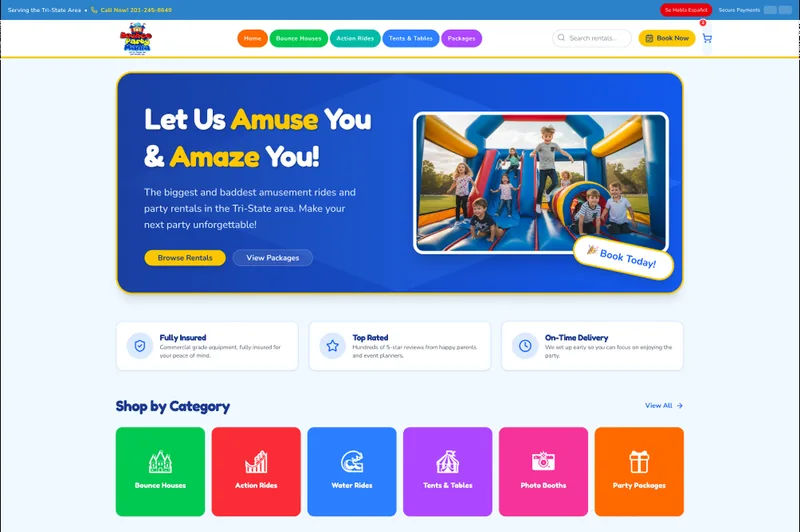 Serving the Tri-State Area • Call Now! 201-245-8649
Se Habla Español
Secure Payments
Bounce
Party
Mania
Home
Bounce Houses
Action Rides
Tents & Tables
Packages
Search rentals...
Book Now
Let Us Amuse You
& Amaze You!
The biggest and baddest amusement rides and
party rentals in the Tri-State area. Make your
next party unforgettable!
Browse Rentals
View Packages
🎉 Book Today!
Fully Insured
Commercial grade equipment, fully insured for
your peace of mind.
Top Rated
Hundreds of 5-star reviews from happy parents
and event planners.
On-Time Delivery
We set up early so you can focus on enjoying the
party.
Shop by Category
View All
Bounce Houses
Action Rides
Water Rides
Tents & Tables
Photo Booths
Party Packages